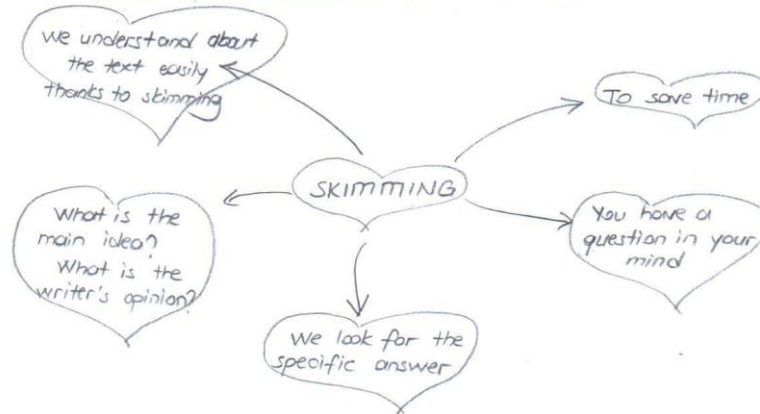 we understand about
the text easily
thanks to skimming
To save time
SKIMMING
What is the
main idea?
What is the
writer's opinion?
You have a
question in your
mind
We look for the
specific answer